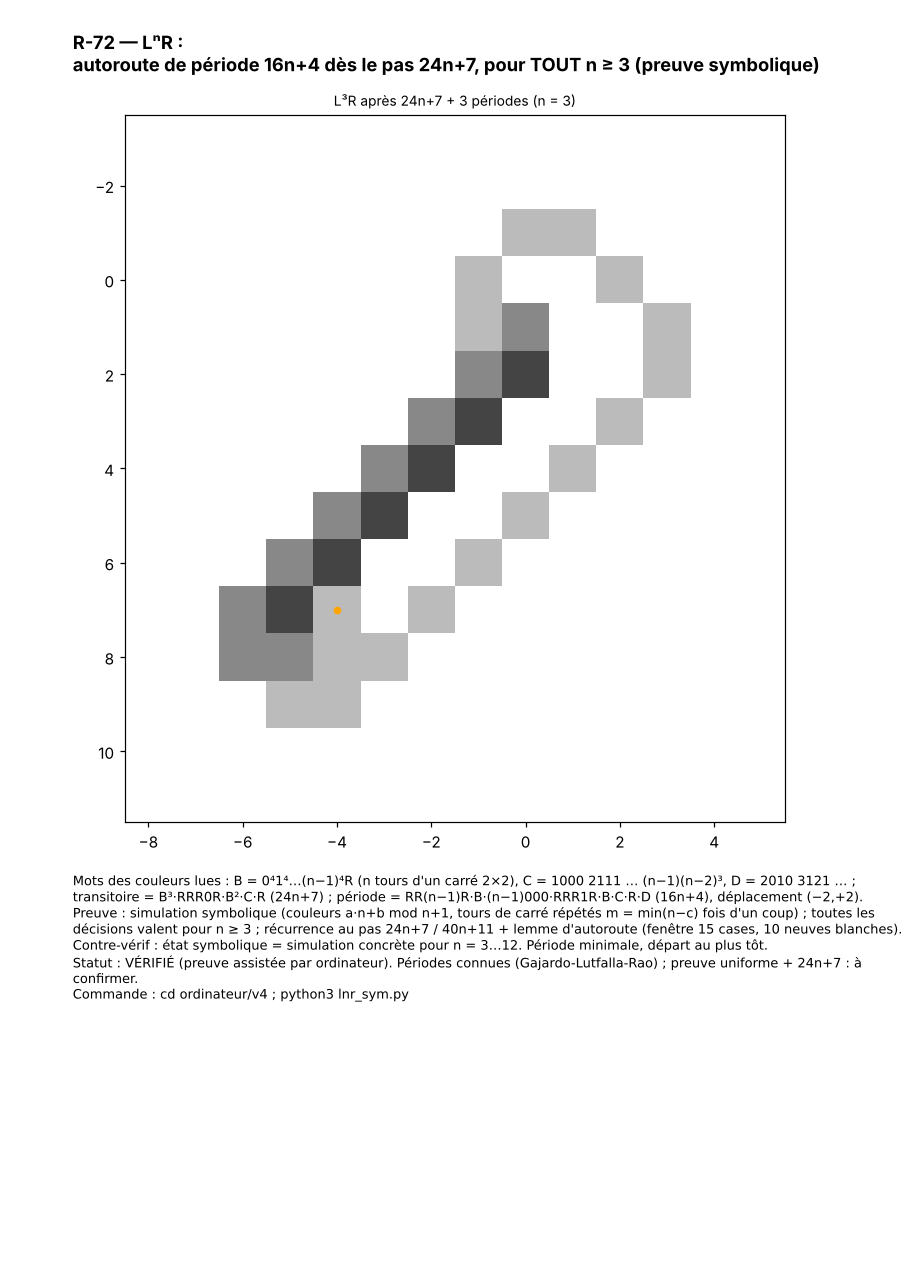 R-72 — LⁿR :
autoroute de période 16n+4 dès le pas 24n+7, pour TOUT n ≥ 3 (preuve symbolique)
L³R après 24n+7 + 3 périodes (n = 3)
−2
0
2
4
6
8
10
−8 −6 −4 −2 0 2 4
Mots des couleurs lues : B = 0⁴1⁴…(n−1)⁴R (n tours d'un carré 2×2), C = 1000 2111 … (n−1)(n−2)³, D = 2010 3121 … ;
transitoire = B³·RRR0R·B²·C·R (24n+7) ; période = RR(n−1)R·B·(n−1)000·RRR1R·B·C·R·D (16n+4), déplacement (−2,+2).
Preuve : simulation symbolique (couleurs a·n+b mod n+1, tours de carré répétés m = min(n−c) fois d'un coup) ; toutes les
décisions valent pour n ≥ 3 ; récurrence au pas 24n+7 / 40n+11 + lemme d'autoroute (fenêtre 15 cases, 10 neuves blanches).
Contre-vérif : état symbolique = simulation concrète pour n = 3…12. Période minimale, départ au plus tôt.
Statut : VÉRIFIÉ (preuve assistée par ordinateur). Périodes connues (Gajardo-Lutfalla-Rao) ; preuve uniforme + 24n+7 : à
confirmer.
Commande : cd ordinateur/v4 ; python3 lnr_sym.py